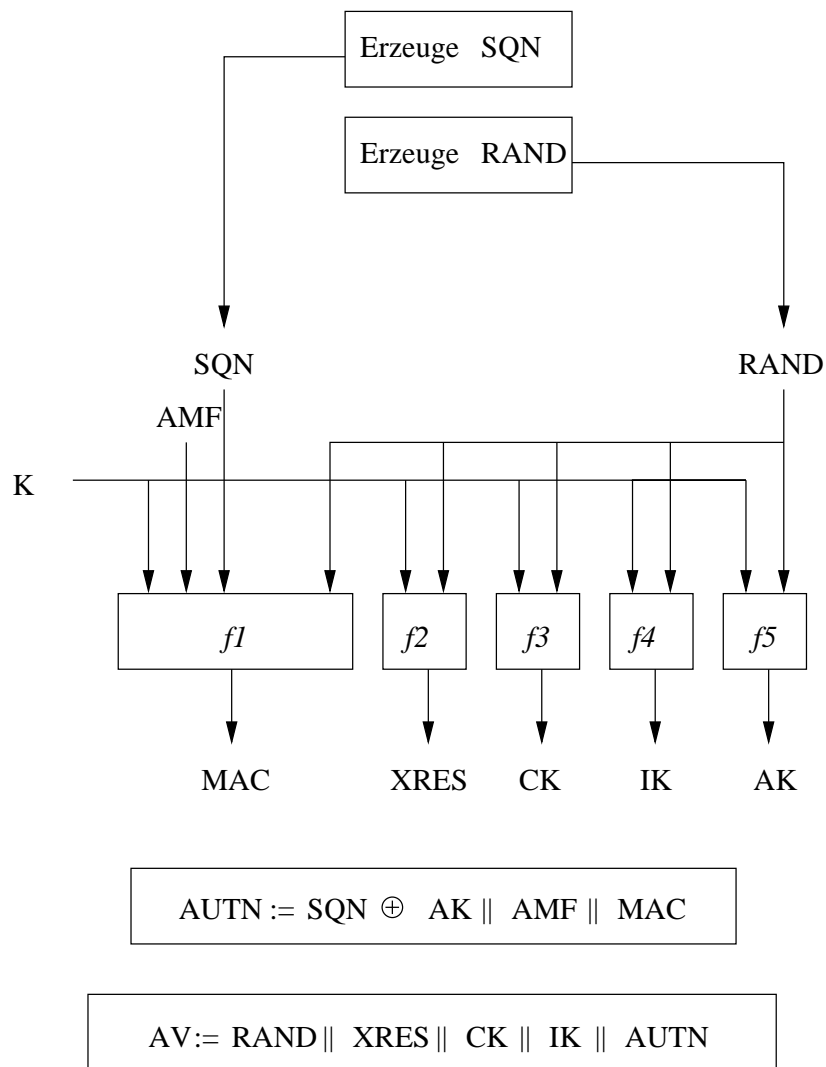 Erzeuge SQN
Erzeuge RAND
SQN
RAND
AMF
K
f1
f2
f3
f4
f5
MAC
XRES
CK
IK
AK
AUTN := SQN ⊕ AK || AMF || MAC
AV:= RAND || XRES || CK || IK || AUTN